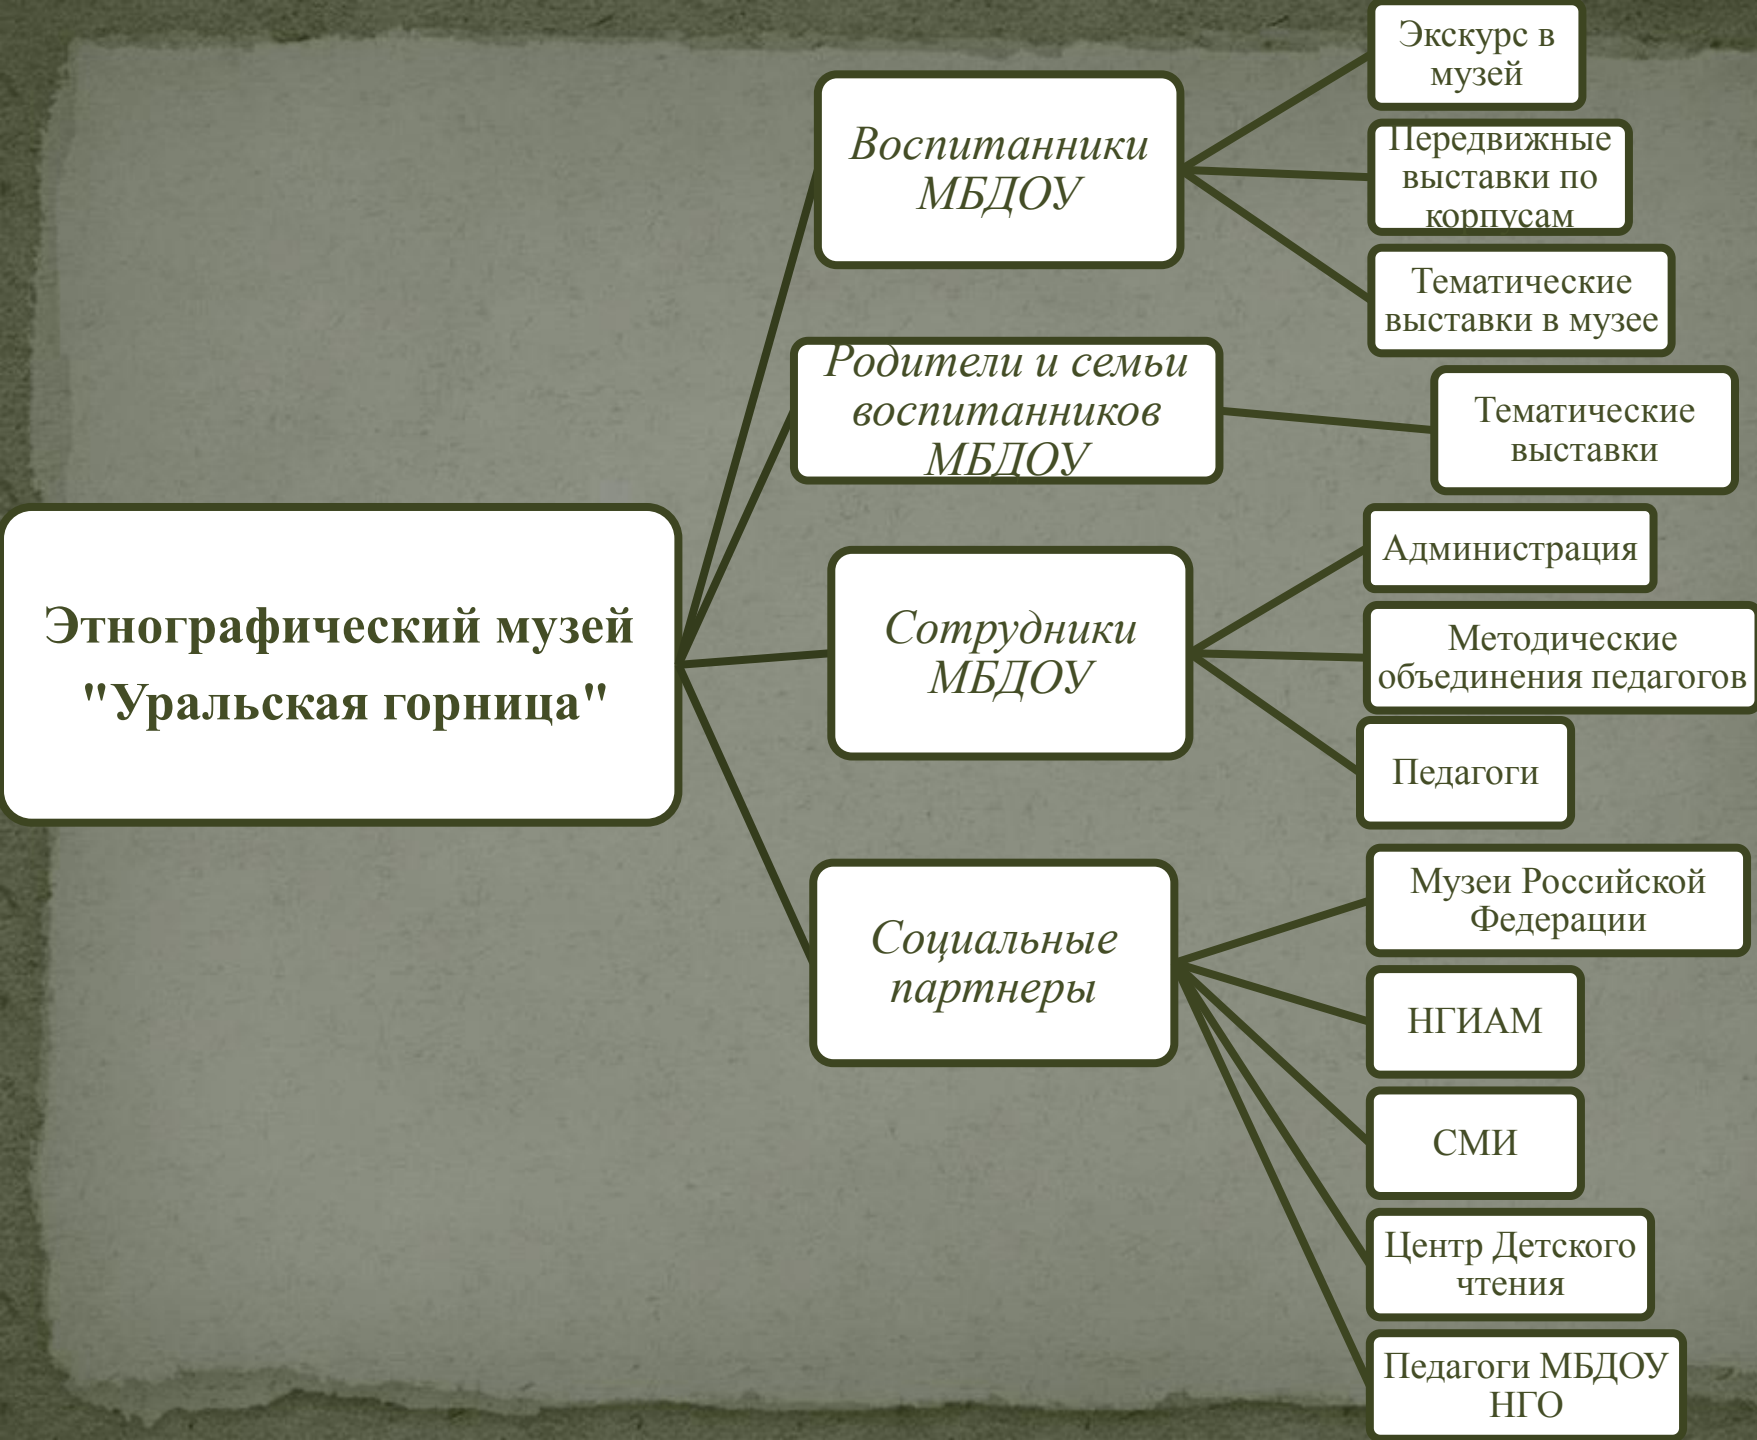 Этнографический музей
"Уральская горница"
Воспитанники
МБДОУ
Экскурс в
музей
Передвижные
выставки по
корпусам
Тематические
выставки в музее
Родители и семьи
воспитанников
МБДОУ
Тематические
выставки
Сотрудники
МБДОУ
Администрация
Методические
объединения педагогов
Педагоги
Социальные
партнеры
Музеи Российской
Федерации
НГИАМ
СМИ
Центр Детского
чтения
Педагоги МБДОУ
НГО